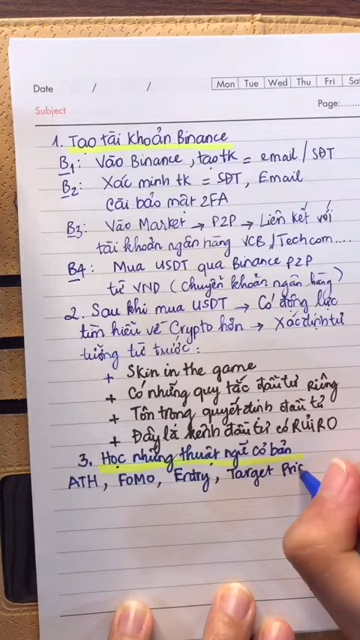 Date / /
Mon Tue Wed Thu Fri Sat
Subject
Page:
1. Tạo tài khoản Binance
B1: Vào Binance, tạo tk = email / SĐT
B2: Xác minh tk = SĐT, Email
Cài bảo mật 2FA
B3: Vào Market → P2P → Liên kết với
tài khoản ngân hàng VCB, Techcom....
B4: Mua USDT qua Binance P2P
từ VND (chuyển khoản ngân hàng)
2. Sau khi mua USDT → Có động lực
tìm hiểu về Crypto hơn → Xác định tư
tưởng từ trước:
+ Skin in the game
+ Có những quy tắc đầu tư riêng
+ Tôn trọng quyết định đầu tư
+ Đây là kênh đầu tư có RỦI RO
3. Học những thuật ngữ cơ bản
ATH, FOMO, Entry, Target Pric